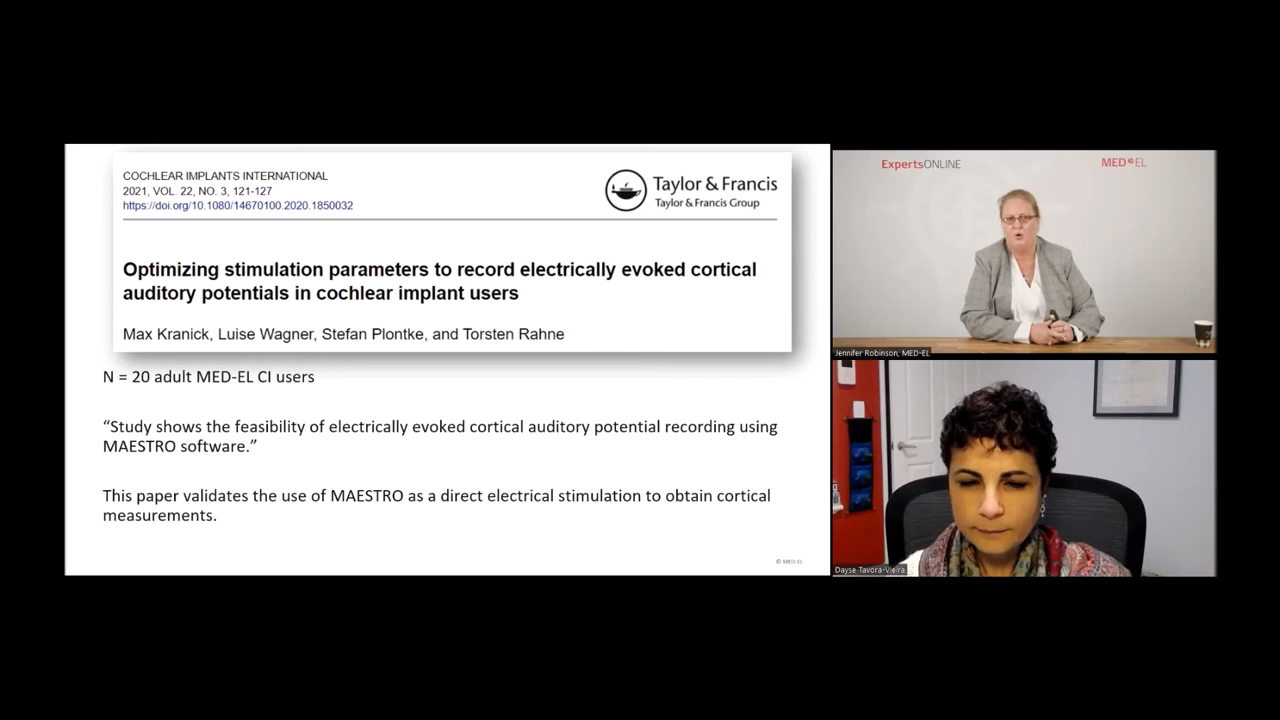 COCHLEAR IMPLANTS INTERNATIONAL
2021, VOL. 22, NO. 3, 121-127
https://doi.org/10.1080/14670100.2020.1850032
Taylor & Francis
Taylor & Francis Group
Optimizing stimulation parameters to record electrically evoked cortical
auditory potentials in cochlear implant users
Max Kranick, Luise Wagner, Stefan Plontke, and Torsten Rahne
N = 20 adult MED-EL CI users
“Study shows the feasibility of electrically evoked cortical auditory potential recording using
MAESTRO software.”
This paper validates the use of MAESTRO as a direct electrical stimulation to obtain cortical
measurements.
© MED-EL
ExpertsONLINE
MED-EL
Jennifer Robinson, MED-EL
Dayse Tavora-Vieira